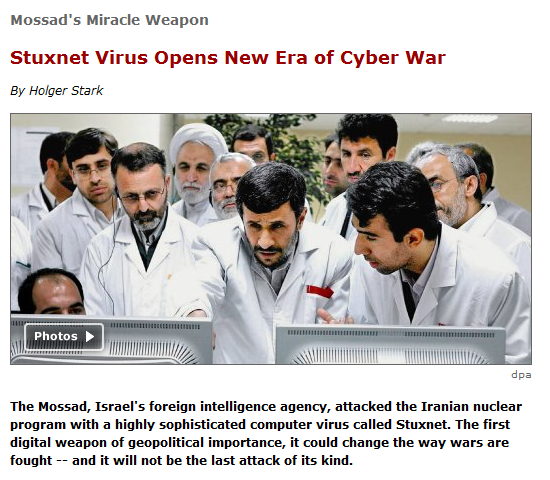 Mossad's Miracle Weapon
Stuxnet Virus Opens New Era of Cyber War
By Holger Stark
Photos
dpa
The Mossad, Israel's foreign intelligence agency, attacked the Iranian nuclear
program with a highly sophisticated computer virus called Stuxnet. The first
digital weapon of geopolitical importance, it could change the way wars are
fought -- and it will not be the last attack of its kind.